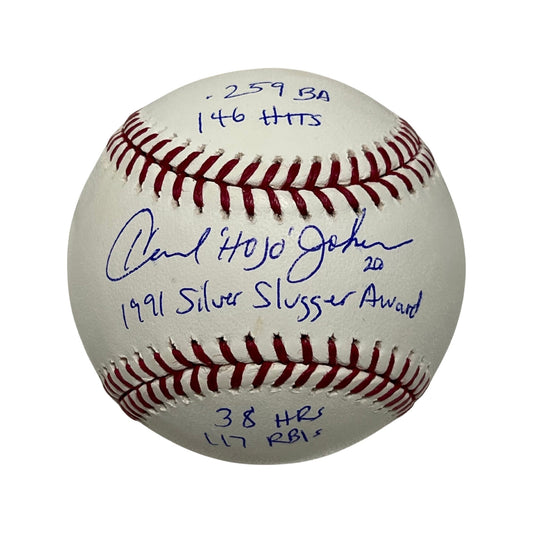 .259 BA
146 HITS
Howard 'HOJO' Johnson
20
1991 Silver Slugger Award
38 HRs
117 RBIs